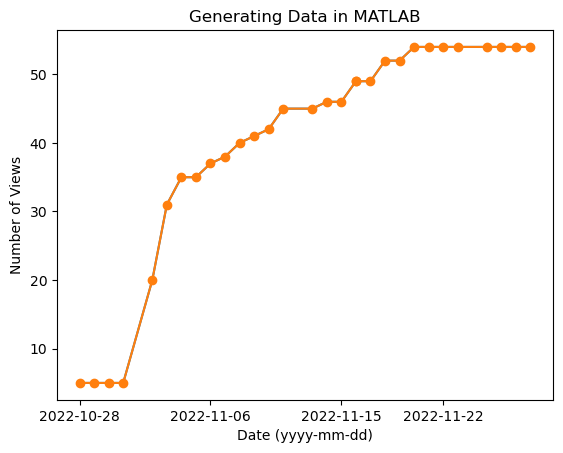 Generating Data in MATLAB
50
40
30
20
10
Number of Views
2022-10-28 2022-11-06 2022-11-15 2022-11-22
Date (yyyy-mm-dd)